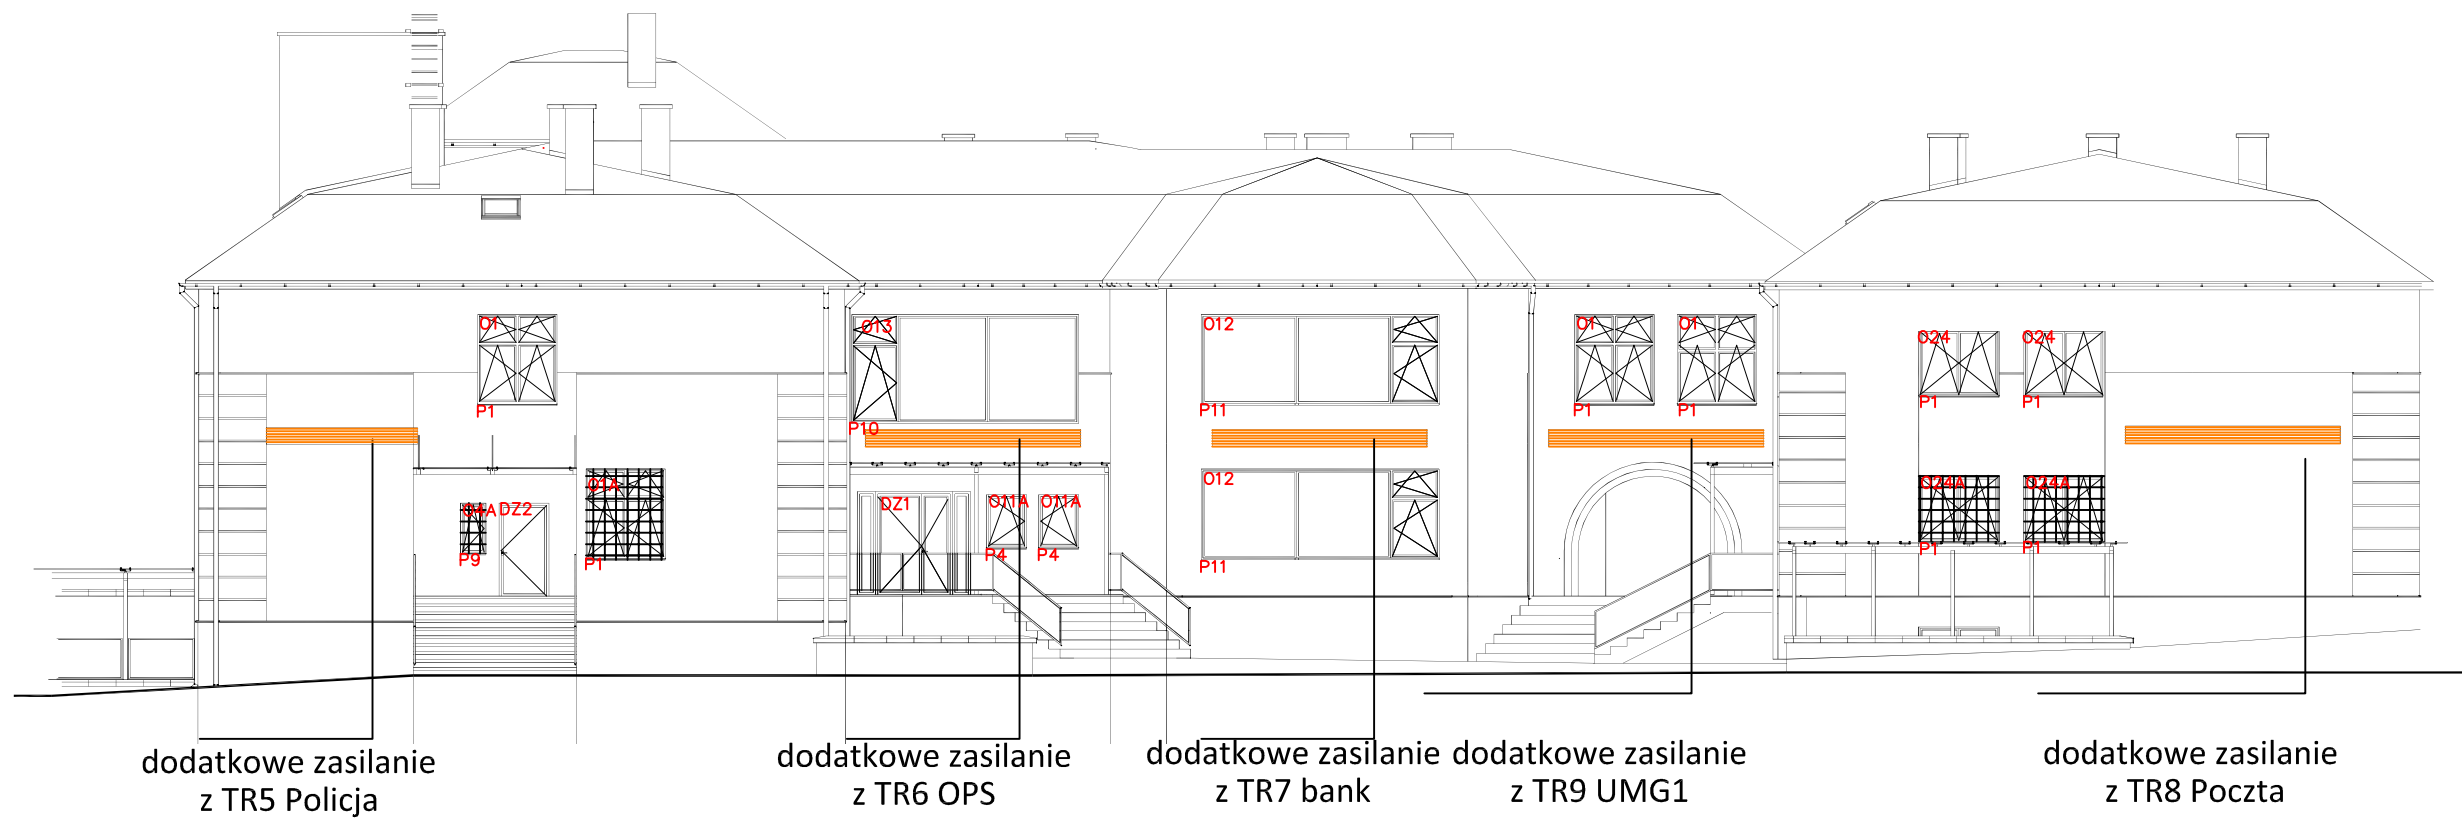 O1
O13
O12
O1
O1
O24
O24
P1
P10
P11
P1
P1
P1
P1
O1A
O4A
DZ2
P9
P1
DZ1
O11A
O11A
P4
P4
O12
P11
O24A
O24A
P1
P1
dodatkowe zasilanie
z TR5 Policja
dodatkowe zasilanie
z TR6 OPS
dodatkowe zasilanie
z TR7 bank
dodatkowe zasilanie
z TR9 UMG1
dodatkowe zasilanie
z TR8 Poczta